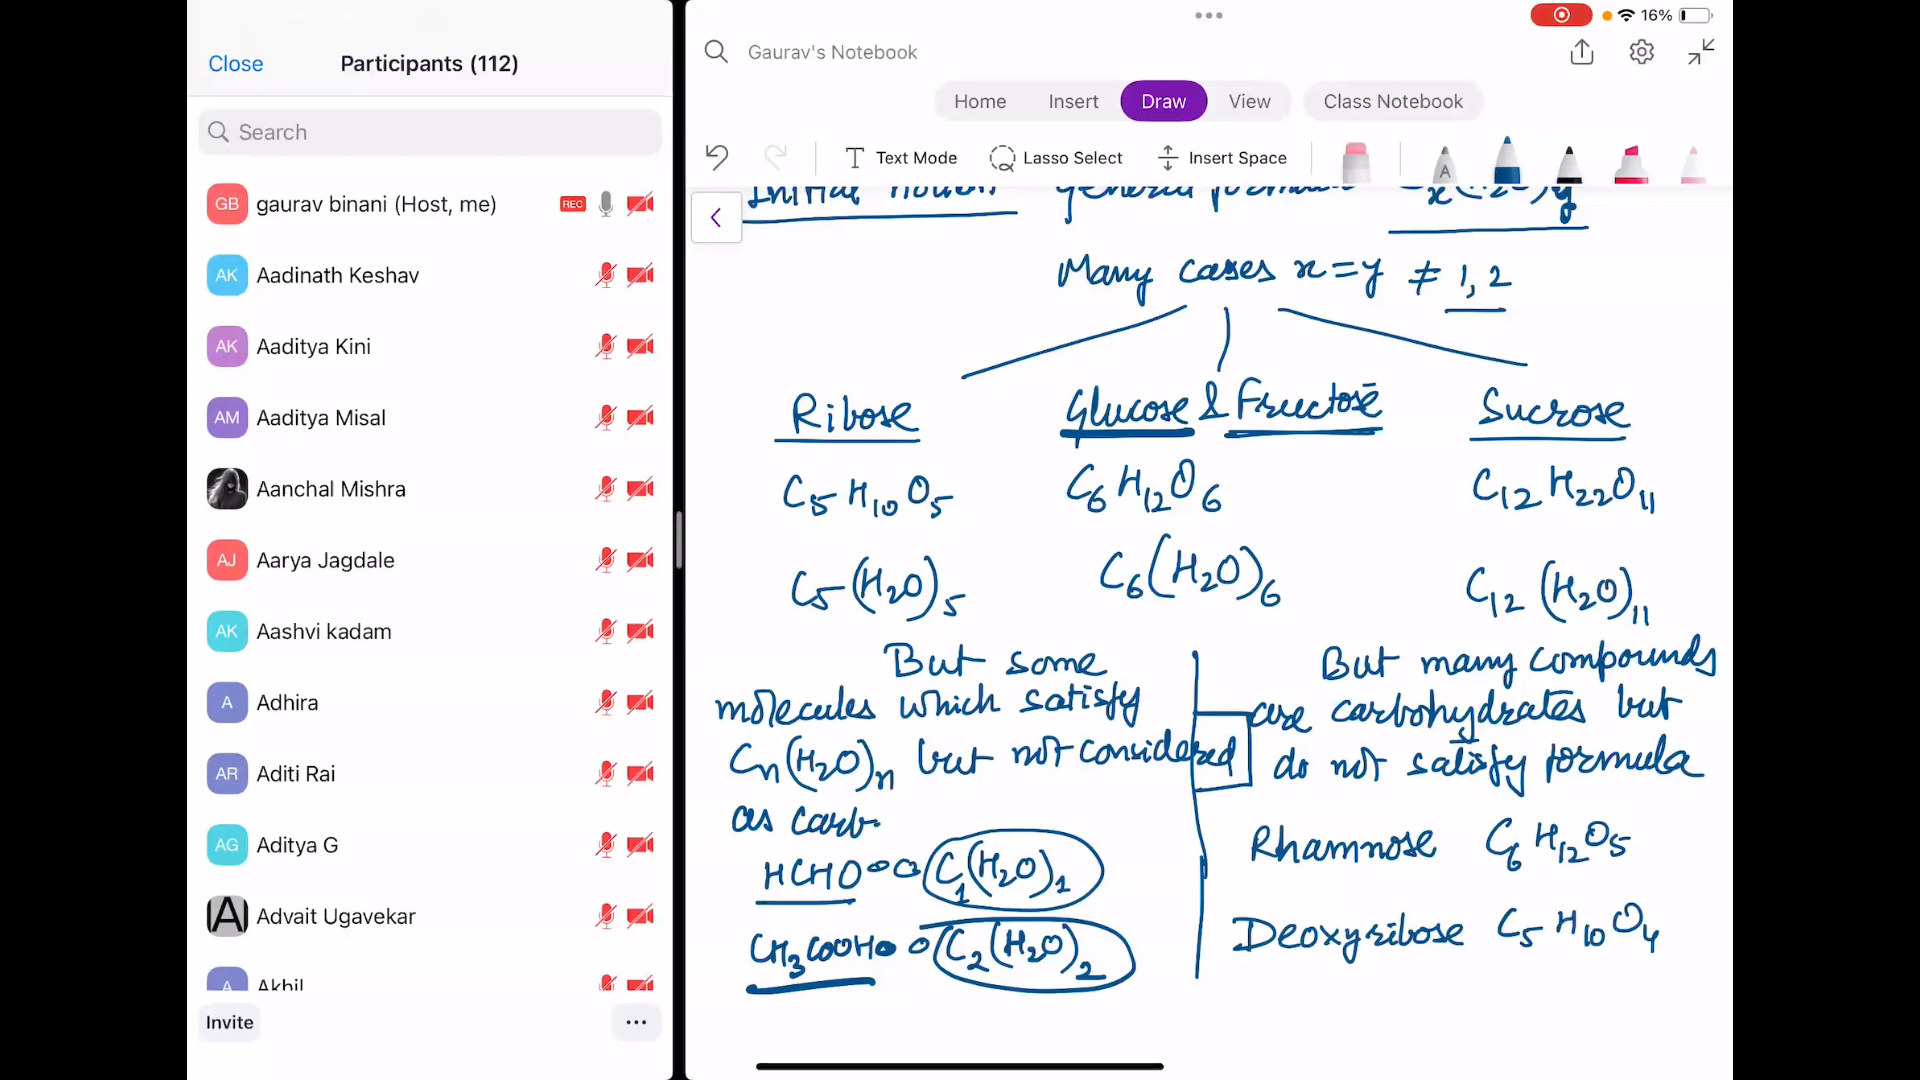 Close
Participants (112)
Search
GB gaurav binani (Host, me) REC
AK Aadinath Keshav
AK Aaditya Kini
AM Aaditya Misal
Aanchal Mishra
AJ Aarya Jagdale
AK Aashvi kadam
A Adhira
AR Aditi Rai
AG Aditya G
A Advait Ugavekar
A Akhil
Invite
16%
Gaurav's Notebook
Home Insert Draw View Class Notebook
Text Mode Lasso Select Insert Space
A
Initial notion General formula
Many cases x=y ≠ 1,2
Ribose Glucose & Fructose Sucrose
C5H10O5 C6H12O6 C12H22O11
C5(H2O)5 C6(H2O)6 C12(H2O)11
But some
molecules which satisfy
Cn(H2O)n but not considered
as carb.
HCHO C1(H2O)1
CH3COOH C2(H2O)2
But many compounds
are carbohydrates but
do not satisfy formula
Rhamnose C6H12O5
Deoxyribose C5H10O4